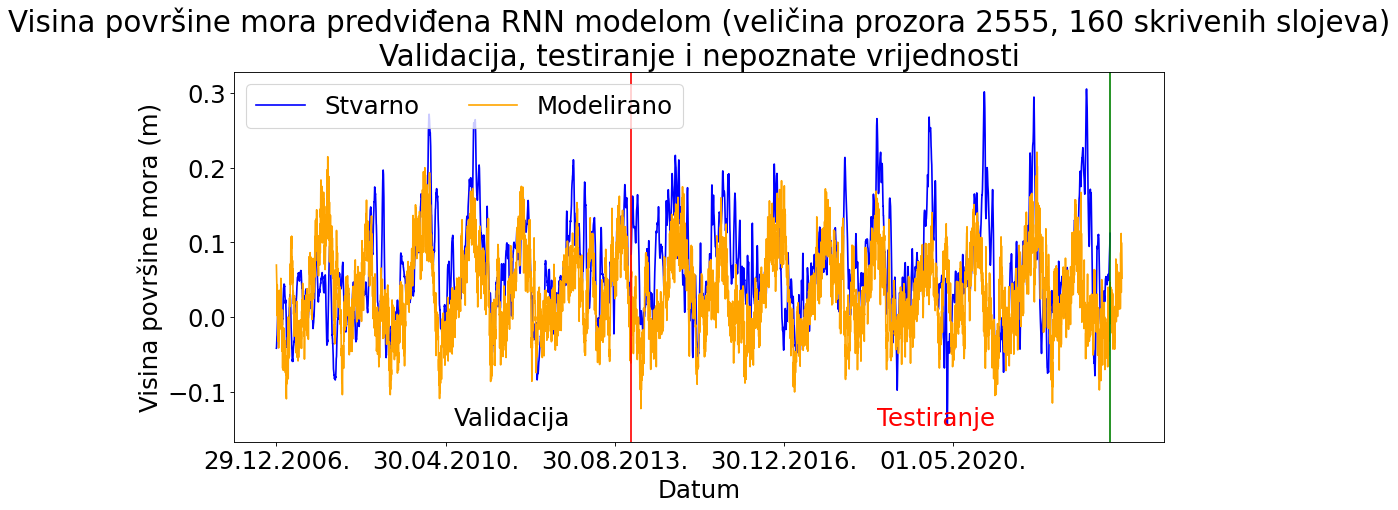 Visina površine mora predviđena RNN modelom (veličina prozora 2555, 160 skrivenih slojeva)
Validacija, testiranje i nepoznate vrijednosti
Stvarno Modelirano
Visina površine mora (m)
0.3
0.2
0.1
0.0
−0.1
Validacija Testiranje
29.12.2006. 30.04.2010. 30.08.2013. 30.12.2016. 01.05.2020.
Datum